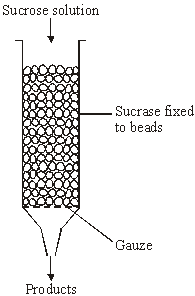 Sucrose solution
Sucrase fixed
to beads
Gauze
Products